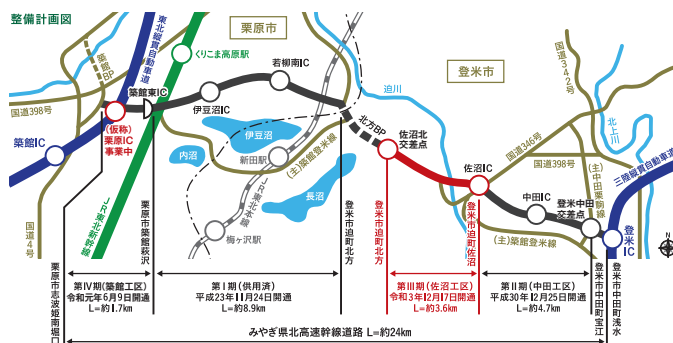 整備計画図
栗原市
登米市
東北縦貫自動車道
築館BP
くりこま高原駅
国道398号
築館東IC
若柳南IC
伊豆沼IC
(仮称)
栗原IC
事業中
築館IC
国道4号
JR東北新幹線
伊豆沼
内沼
新田駅
長沼
梅ヶ沢駅
JR東北本線
(主)築館登米線
迫川
北方BP
佐沼北
交差点
佐沼IC
国道346号
国道398号
国道342号
北上川
(主)中田栗駒線
三陸縦貫自動車道
中田IC
登米中田
交差点
登米IC
(主)築館登米線
N
栗原市志波姫南堀口
栗原市築館萩沢
登米市迫町北方
登米市迫町北方
登米市迫町佐沼
登米市中田町宝江
登米市中田町浅水
第Ⅳ期(築館工区)
令和元年6月9日開通
L=約1.7km
第Ⅰ期(供用済)
平成23年11月24日開通
L=約8.9km
第Ⅲ期(佐沼工区)
令和3年12月17日開通
L=約3.6km
第Ⅱ期(中田工区)
平成30年12月25日開通
L=約4.7km
みやぎ県北高速幹線道路 L=約24km